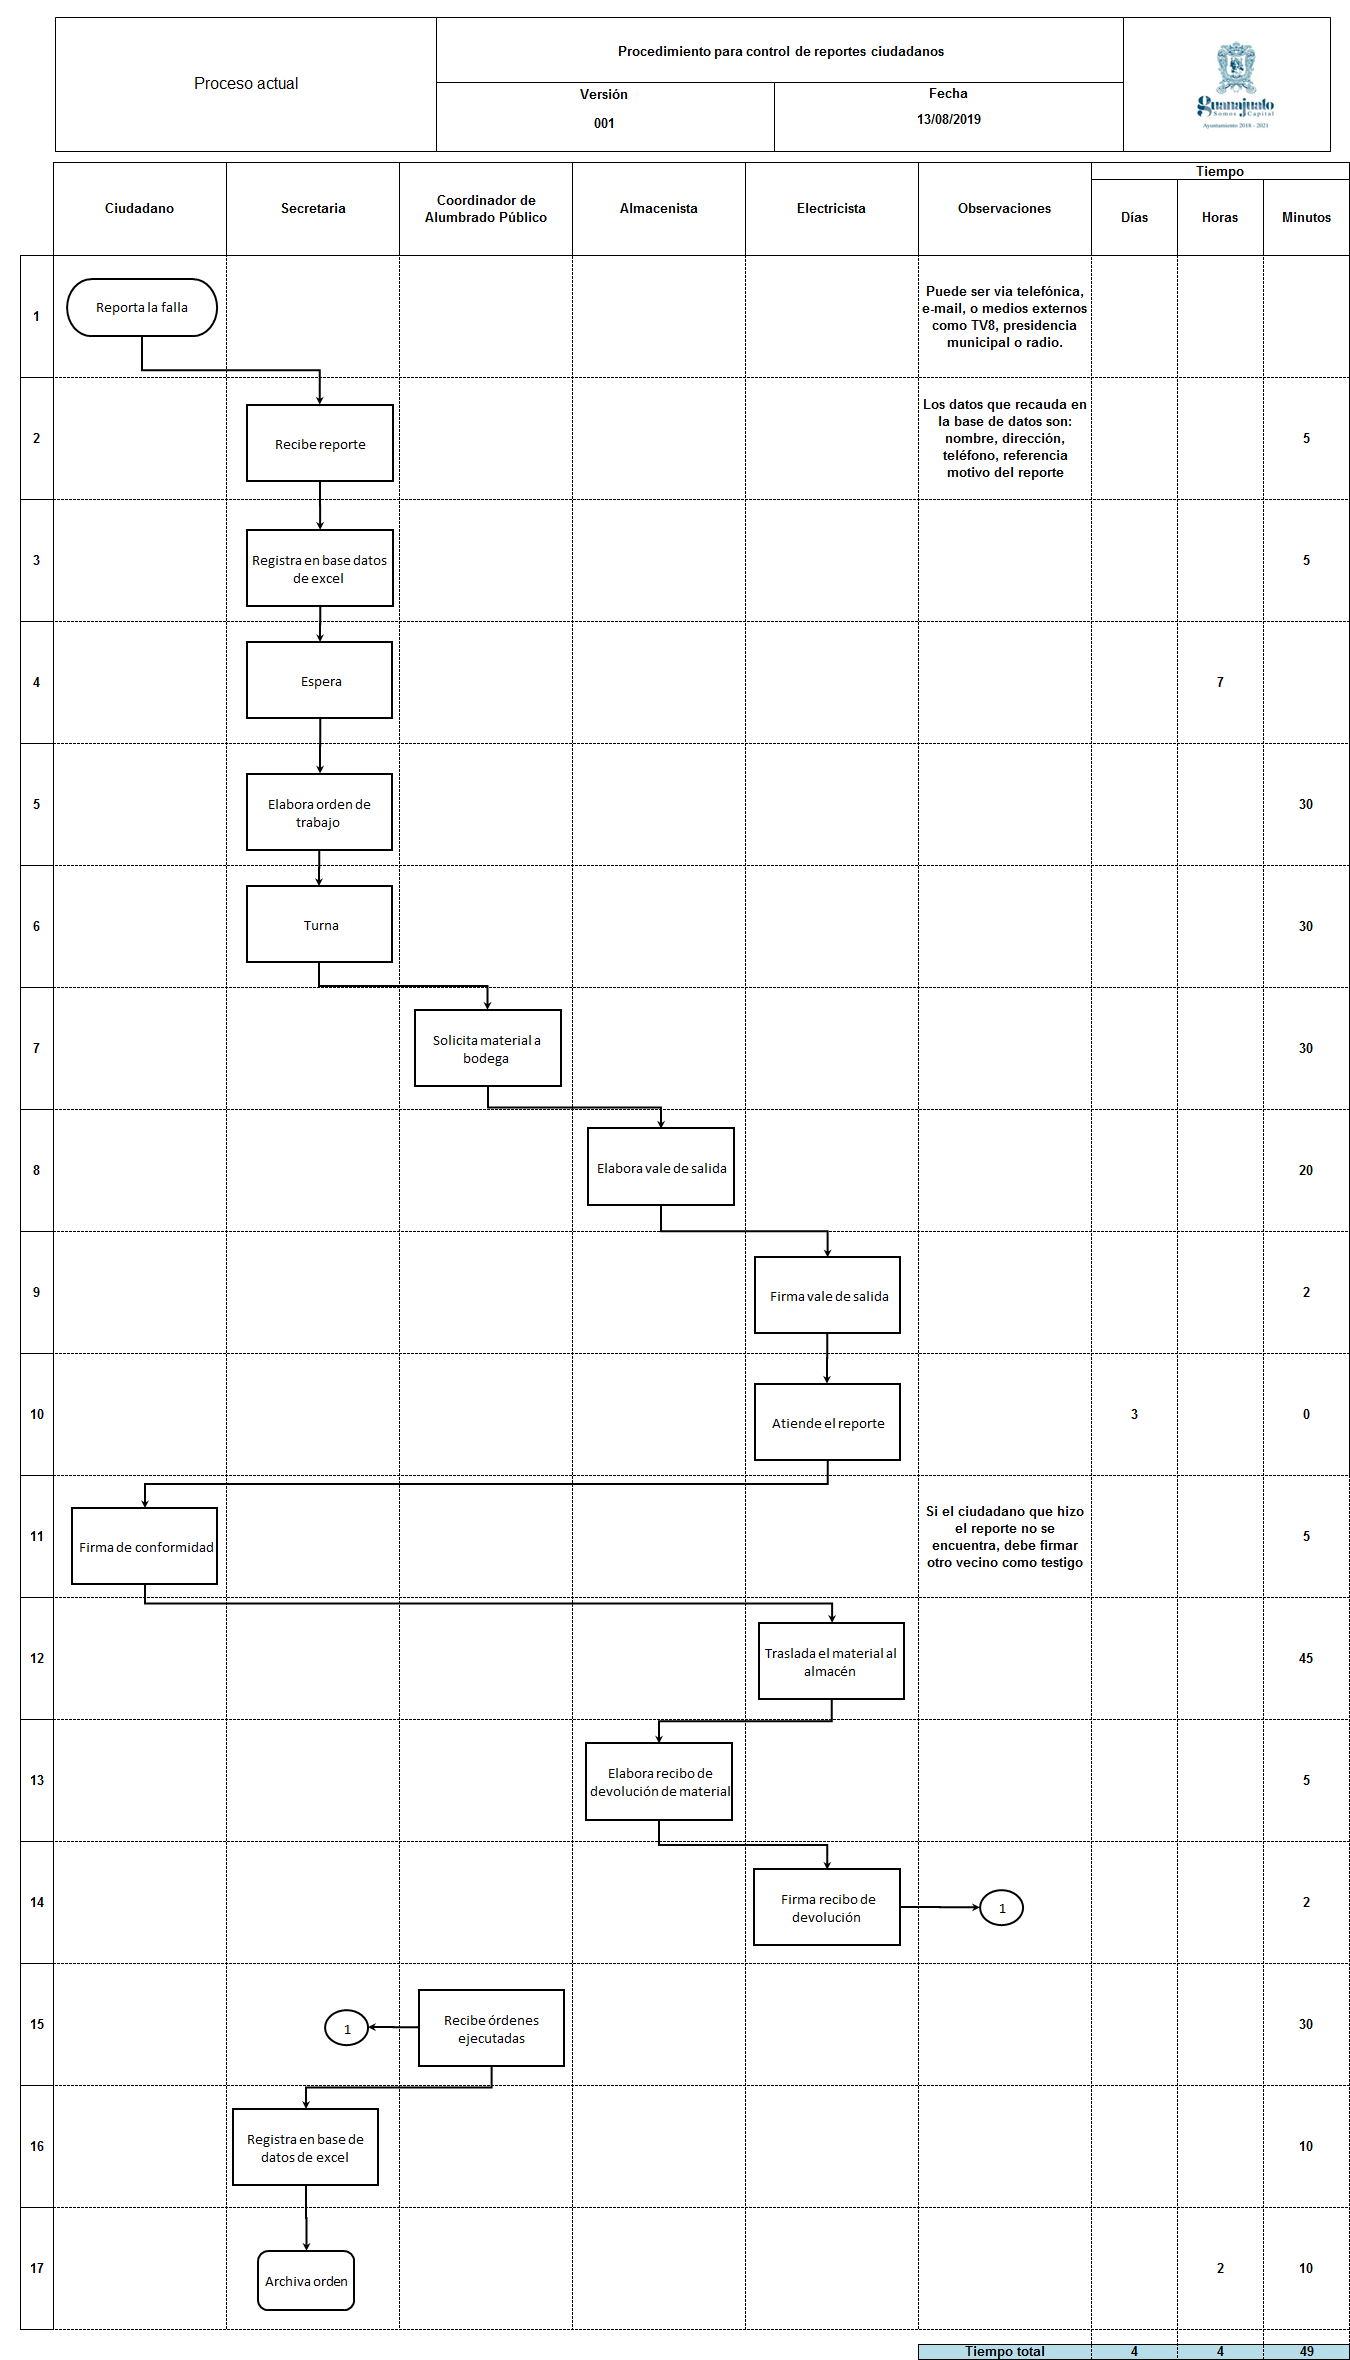 Proceso actual
Procedimiento para control de reportes ciudadanos
Versión
001
Fecha
13/08/2019
Guanajuato
Somos Capital
Ayuntamiento 2018 - 2021
Ciudadano
Secretaria
Coordinador de
Alumbrado Público
Almacenista
Electricista
Observaciones
Tiempo
Días
Horas
Minutos
1
Reporta la falla
Puede ser via telefónica,
e-mail, o medios externos
como TV8, presidencia
municipal o radio.
2
Recibe reporte
Los datos que recauda en
la base de datos son:
nombre, dirección,
teléfono, referencia
motivo del reporte
5
3
Registra en base datos
de excel
5
4
Espera
7
5
Elabora orden de
trabajo
30
6
Turna
30
7
Solicita material a
bodega
30
8
Elabora vale de salida
20
9
Firma vale de salida
2
10
Atiende el reporte
3
0
11
Firma de conformidad
Si el ciudadano que hizo
el reporte no se
encuentra, debe firmar
otro vecino como testigo
5
12
Traslada el material al
almacén
45
13
Elabora recibo de
devolución de material
5
14
Firma recibo de
devolución
1
2
15
1
Recibe órdenes
ejecutadas
30
16
Registra en base de
datos de excel
10
17
Archiva orden
2
10
Tiempo total
4
4
49